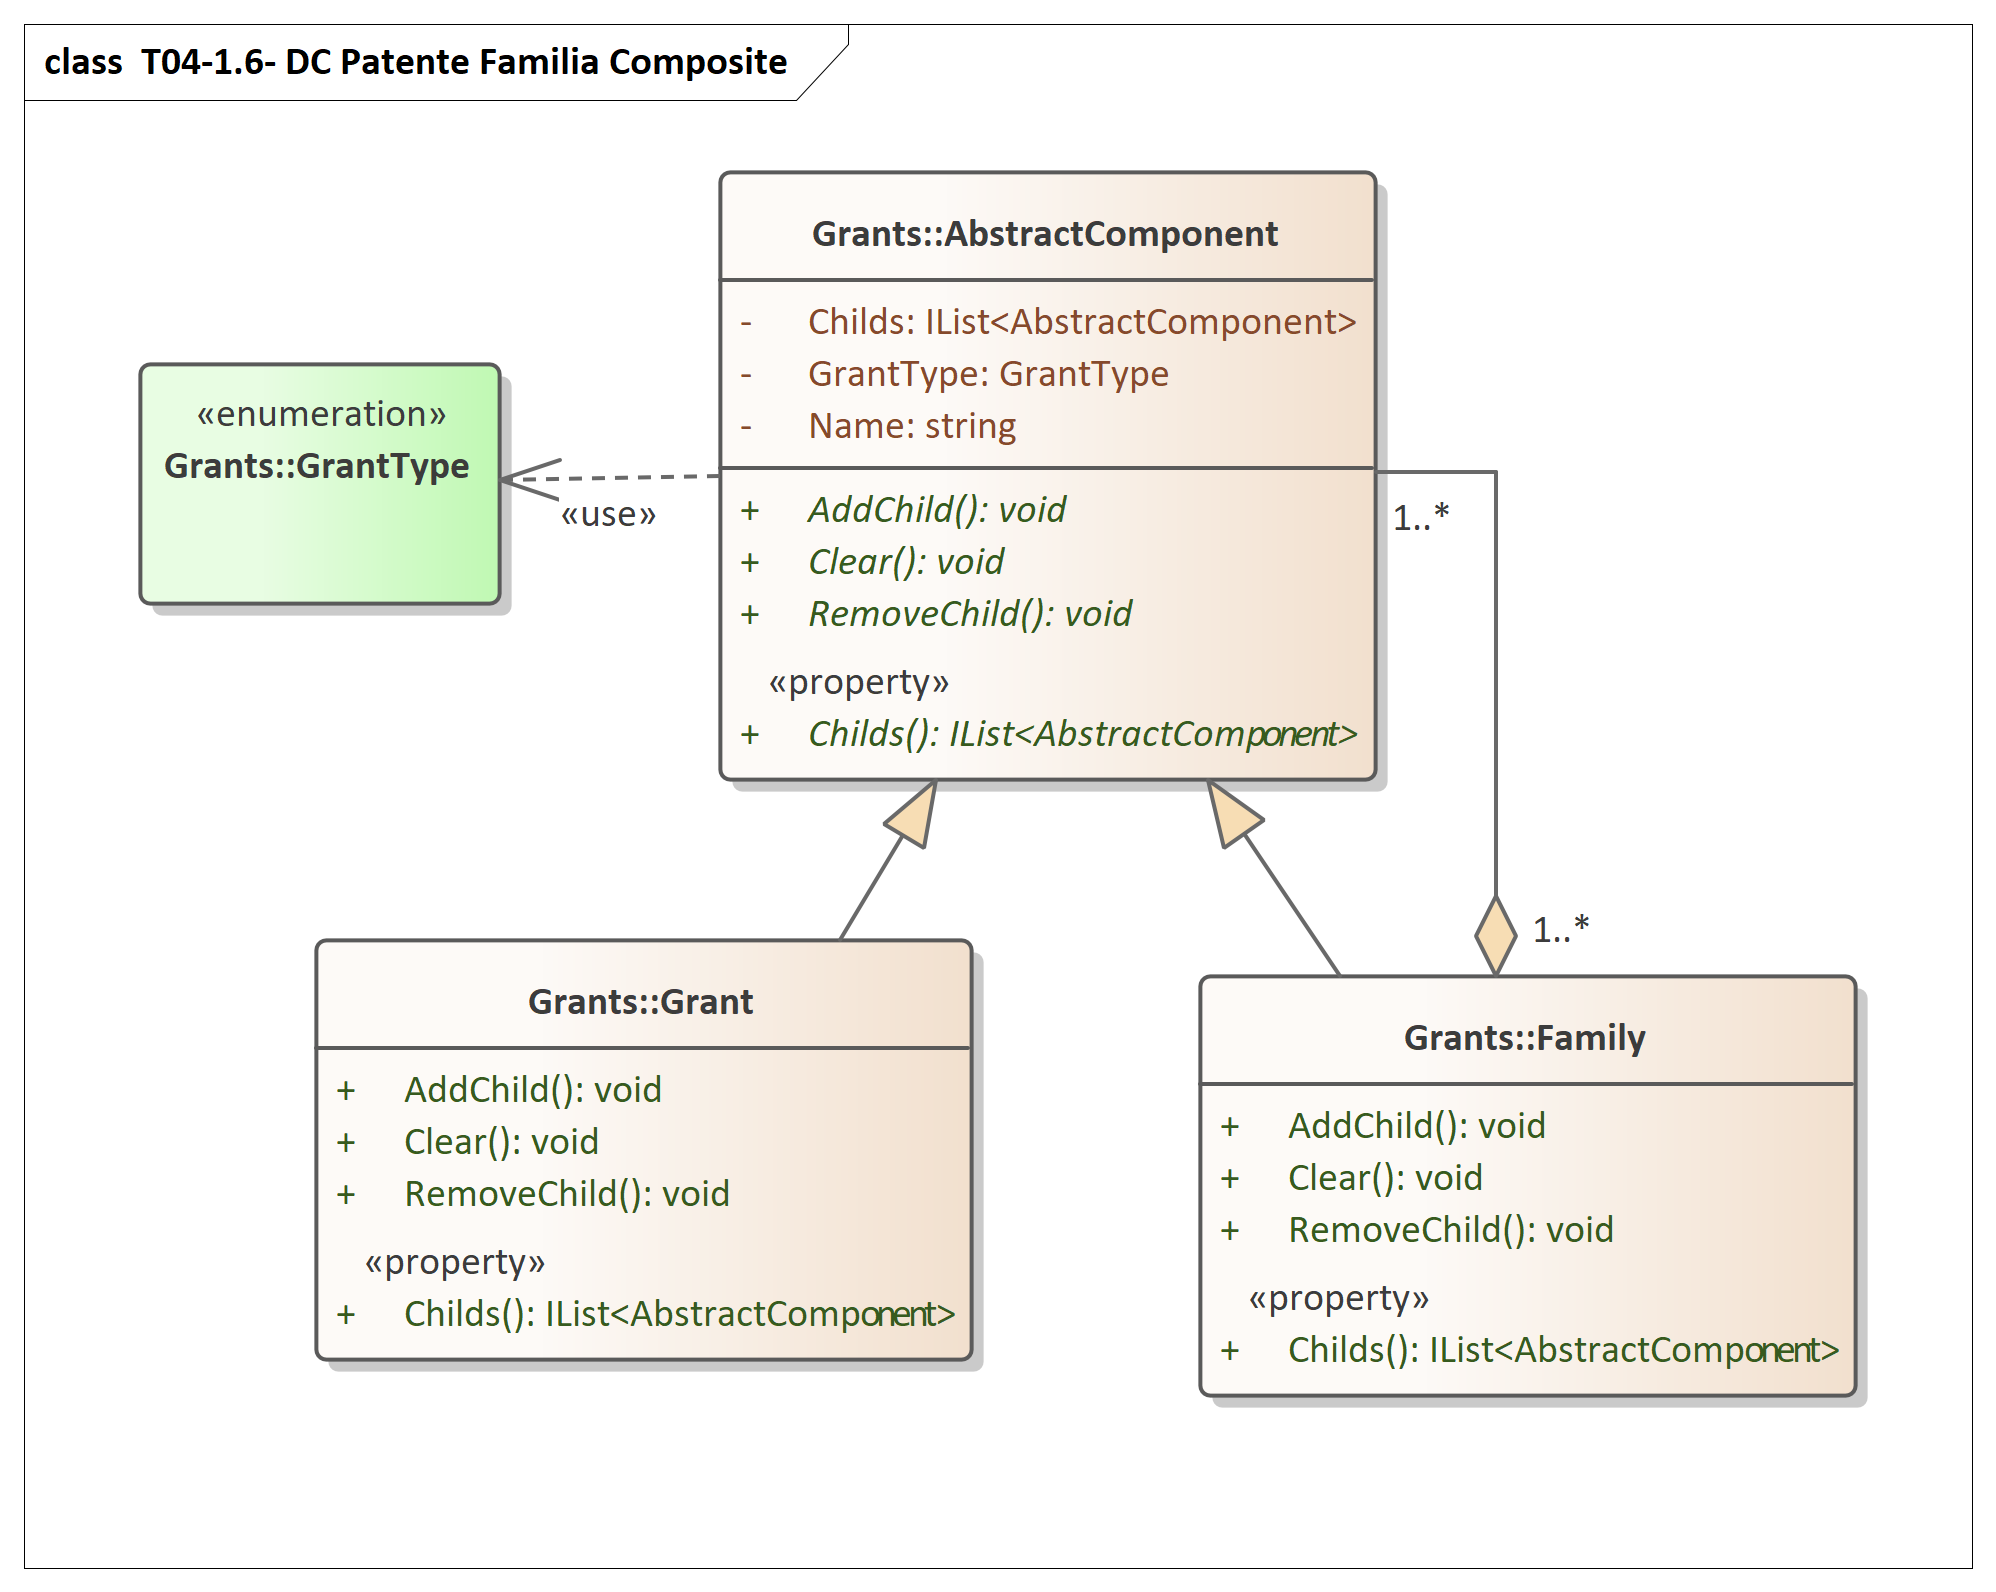 class T04-1.6- DC Patente Familia Composite
Grants::AbstractComponent
- Childs: IList<AbstractComponent>
- GrantType: GrantType
- Name: string
+ AddChild(): void
+ Clear(): void
+ RemoveChild(): void
«property»
+ Childs(): IList<AbstractComponent>
«enumeration»
Grants::GrantType
«use»
1..*
1..*
Grants::Grant
+ AddChild(): void
+ Clear(): void
+ RemoveChild(): void
«property»
+ Childs(): IList<AbstractComponent>
Grants::Family
+ AddChild(): void
+ Clear(): void
+ RemoveChild(): void
«property»
+ Childs(): IList<AbstractComponent>